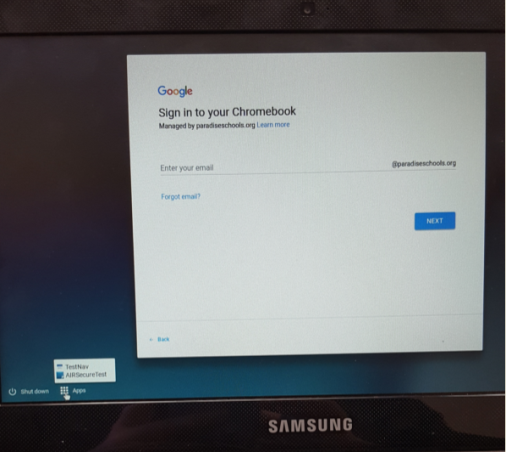 Google
Sign in to your Chromebook
Managed by paradiseschools.org Learn more
Enter your email @paradiseschools.org
Forgot email?
NEXT
Back
TestNav
AIRSecureTest
Shut down Apps
SAMSUNG